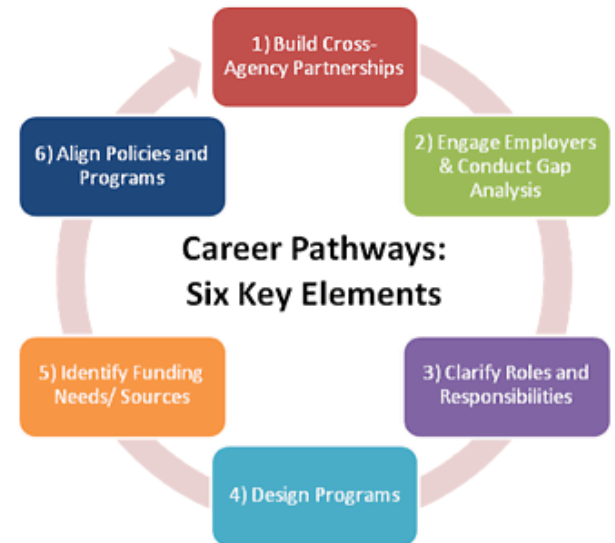 1) Build Cross-
Agency Partnerships
2) Engage Employers
& Conduct Gap
Analysis
3) Clarify Roles and
Responsibilities
4) Design Programs
5) Identify Funding
Needs/ Sources
6) Align Policies and
Programs
Career Pathways:
Six Key Elements